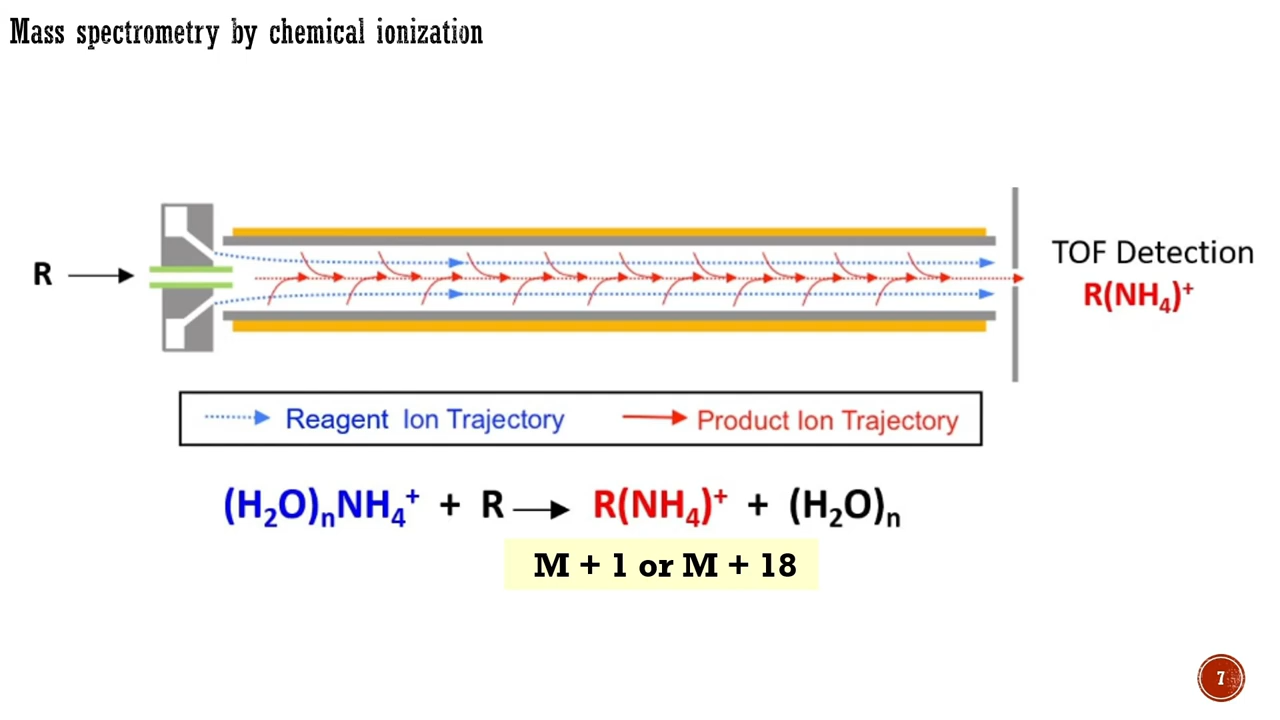 Mass spectrometry by chemical ionization
R
TOF Detection
R(NH₄)⁺
Reagent Ion Trajectory
Product Ion Trajectory
(H₂O)ₙNH₄⁺ + R → R(NH₄)⁺ + (H₂O)ₙ
M + 1 or M + 18
7